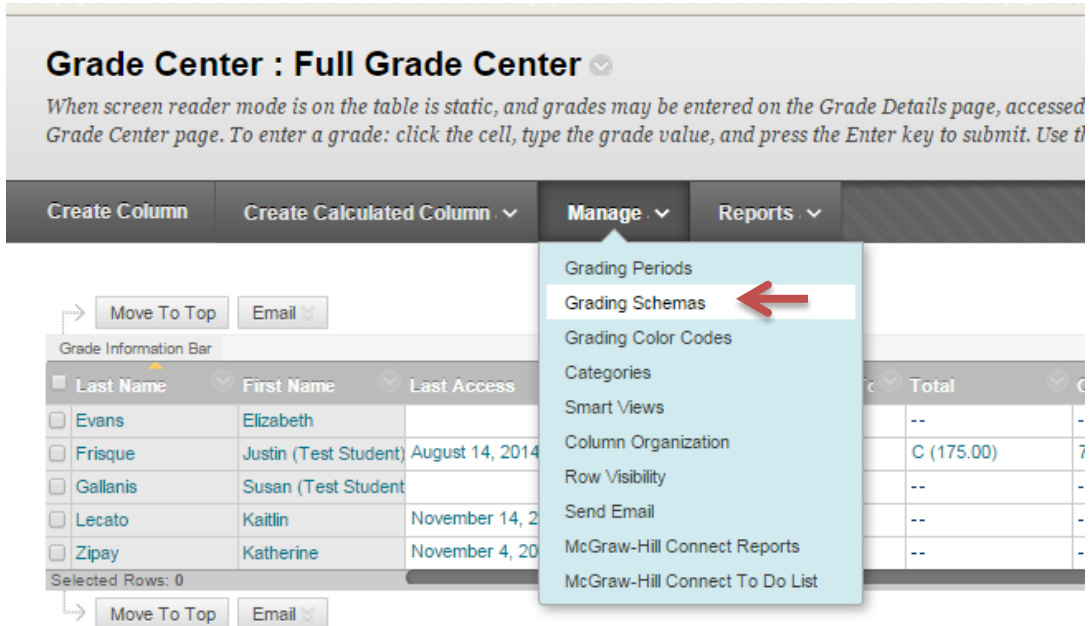 Grade Center : Full Grade Center
When screen reader mode is on the table is static, and grades may be entered on the Grade Details page, accessed
Grade Center page. To enter a grade: click the cell, type the grade value, and press the Enter key to submit. Use
Create Column Create Calculated Column Manage Reports
Grading Periods
Grading Schemas
Grading Color Codes
Categories
Smart Views
Column Organization
Row Visibility
Send Email
McGraw-Hill Connect Reports
McGraw-Hill Connect To Do List
Move To Top Email
Grade Information Bar
Last Name First Name Last Access Total
Evans Elizabeth --
Frisque Justin (Test Student) August 14, 2014 C (175.00)
Gallanis Susan (Test Student --
Lecato Kaitlin November 14, 2 --
Zipay Katherine November 4, 20 --
Selected Rows: 0
Move To Top Email